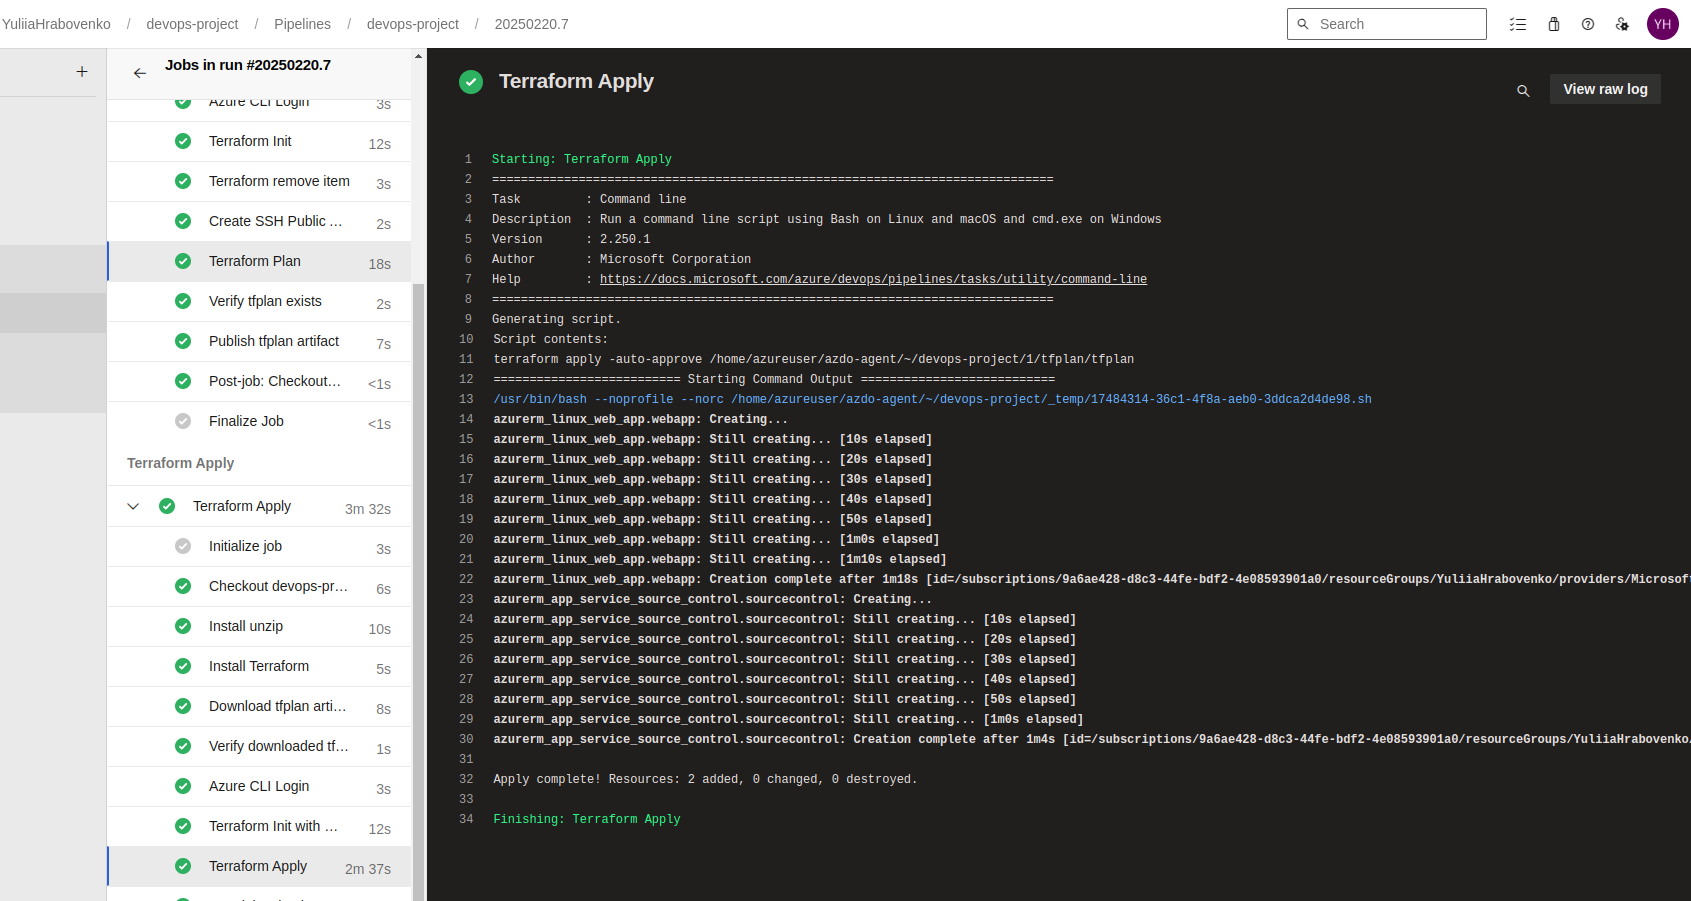 YuliiaHrabovenko / devops-project / Pipelines / devops-project / 20250220.7
Search
YH
Jobs in run #20250220.7
Azure CLI Login 3s
Terraform Init 12s
Terraform remove item 3s
Create SSH Public ... 2s
Terraform Plan 18s
Verify tfplan exists 2s
Publish tfplan artifact 7s
Post-job: Checkout... <1s
Finalize Job <1s
Terraform Apply
Terraform Apply 3m 32s
Initialize job 3s
Checkout devops-pr... 6s
Install unzip 10s
Install Terraform 5s
Download tfplan arti... 8s
Verify downloaded tf... 1s
Azure CLI Login 3s
Terraform Init with ... 12s
Terraform Apply 2m 37s
Terraform Apply
View raw log
1 Starting: Terraform Apply
2 ==============================================================================
3 Task         : Command line
4 Description  : Run a command line script using Bash on Linux and macOS and cmd.exe on Windows
5 Version      : 2.250.1
6 Author       : Microsoft Corporation
7 Help         : https://docs.microsoft.com/azure/devops/pipelines/tasks/utility/command-line
8 ==============================================================================
9 Generating script.
10 Script contents:
11 terraform apply -auto-approve /home/azureuser/azdo-agent/~/devops-project/1/tfplan/tfplan
12 ========================== Starting Command Output ===========================
13 /usr/bin/bash --noprofile --norc /home/azureuser/azdo-agent/~/devops-project/_temp/17484314-36c1-4f8a-aeb0-3ddca2d4de98.sh
14 azurerm_linux_web_app.webapp: Creating...
15 azurerm_linux_web_app.webapp: Still creating... [10s elapsed]
16 azurerm_linux_web_app.webapp: Still creating... [20s elapsed]
17 azurerm_linux_web_app.webapp: Still creating... [30s elapsed]
18 azurerm_linux_web_app.webapp: Still creating... [40s elapsed]
19 azurerm_linux_web_app.webapp: Still creating... [50s elapsed]
20 azurerm_linux_web_app.webapp: Still creating... [1m0s elapsed]
21 azurerm_linux_web_app.webapp: Still creating... [1m10s elapsed]
22 azurerm_linux_web_app.webapp: Creation complete after 1m18s [id=/subscriptions/9a6ae428-d8c3-44fe-bdf2-4e08593901a0/resourceGroups/YuliiaHrabovenko/providers/Microsoft
23 azurerm_app_service_source_control.sourcecontrol: Creating...
24 azurerm_app_service_source_control.sourcecontrol: Still creating... [10s elapsed]
25 azurerm_app_service_source_control.sourcecontrol: Still creating... [20s elapsed]
26 azurerm_app_service_source_control.sourcecontrol: Still creating... [30s elapsed]
27 azurerm_app_service_source_control.sourcecontrol: Still creating... [40s elapsed]
28 azurerm_app_service_source_control.sourcecontrol: Still creating... [50s elapsed]
29 azurerm_app_service_source_control.sourcecontrol: Still creating... [1m0s elapsed]
30 azurerm_app_service_source_control.sourcecontrol: Creation complete after 1m4s [id=/subscriptions/9a6ae428-d8c3-44fe-bdf2-4e08593901a0/resourceGroups/YuliiaHrabovenko/
31
32 Apply complete! Resources: 2 added, 0 changed, 0 destroyed.
33
34 Finishing: Terraform Apply